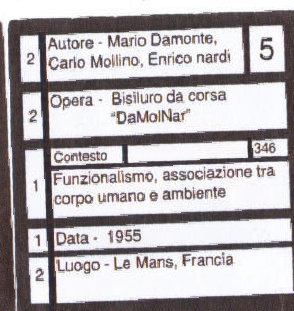 2 Autore - Mario Damonte, 5
Carlo Mollino, Enrico nardi
2 Opera - Bisiluro da corsa
"DaMolNar"
Contesto 346
1 Funzionalismo, associazione tra
corpo umano e ambiente
1 Data - 1955
2 Luogo - Le Mans, Francia